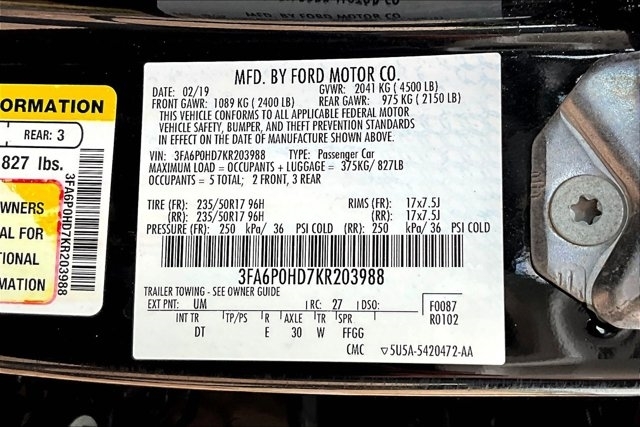 ORMATION
REAR: 3
827 lbs.
OWNERS
AL FOR
TIONAL
MATION
3FA6P0HD7KR203988
MFD. BY FORD MOTOR CO.
DATE: 02/19 GVWR: 2041 KG ( 4500 LB)
FRONT GAWR: 1089 KG ( 2400 LB) REAR GAWR: 975 KG ( 2150 LB)
THIS VEHICLE CONFORMS TO ALL APPLICABLE FEDERAL MOTOR
VEHICLE SAFETY, BUMPER, AND THEFT PREVENTION STANDARDS
IN EFFECT ON THE DATE OF MANUFACTURE SHOWN ABOVE.
VIN: 3FA6P0HD7KR203988 TYPE: Passenger Car
MAXIMUM LOAD = OCCUPANTS + LUGGAGE = 375KG/ 827LB
OCCUPANTS = 5 TOTAL; 2 FRONT, 3 REAR
TIRE (FR): 235/50R17 96H RIMS (FR): 17x7.5J
(RR): 235/50R17 96H (RR): 17x7.5J
PRESSURE (FR): 250 kPa/ 36 PSI COLD (RR): 250 kPa/ 36 PSI COLD
3FA6P0HD7KR203988
TRAILER TOWING - SEE OWNER GUIDE
EXT PNT: UM RC: 27 DSO: F0087
INT TR TP/PS R AXLE TR SPR R0102
DT E 30 W FFGG
CMC ▽5U5A-5420472-AA